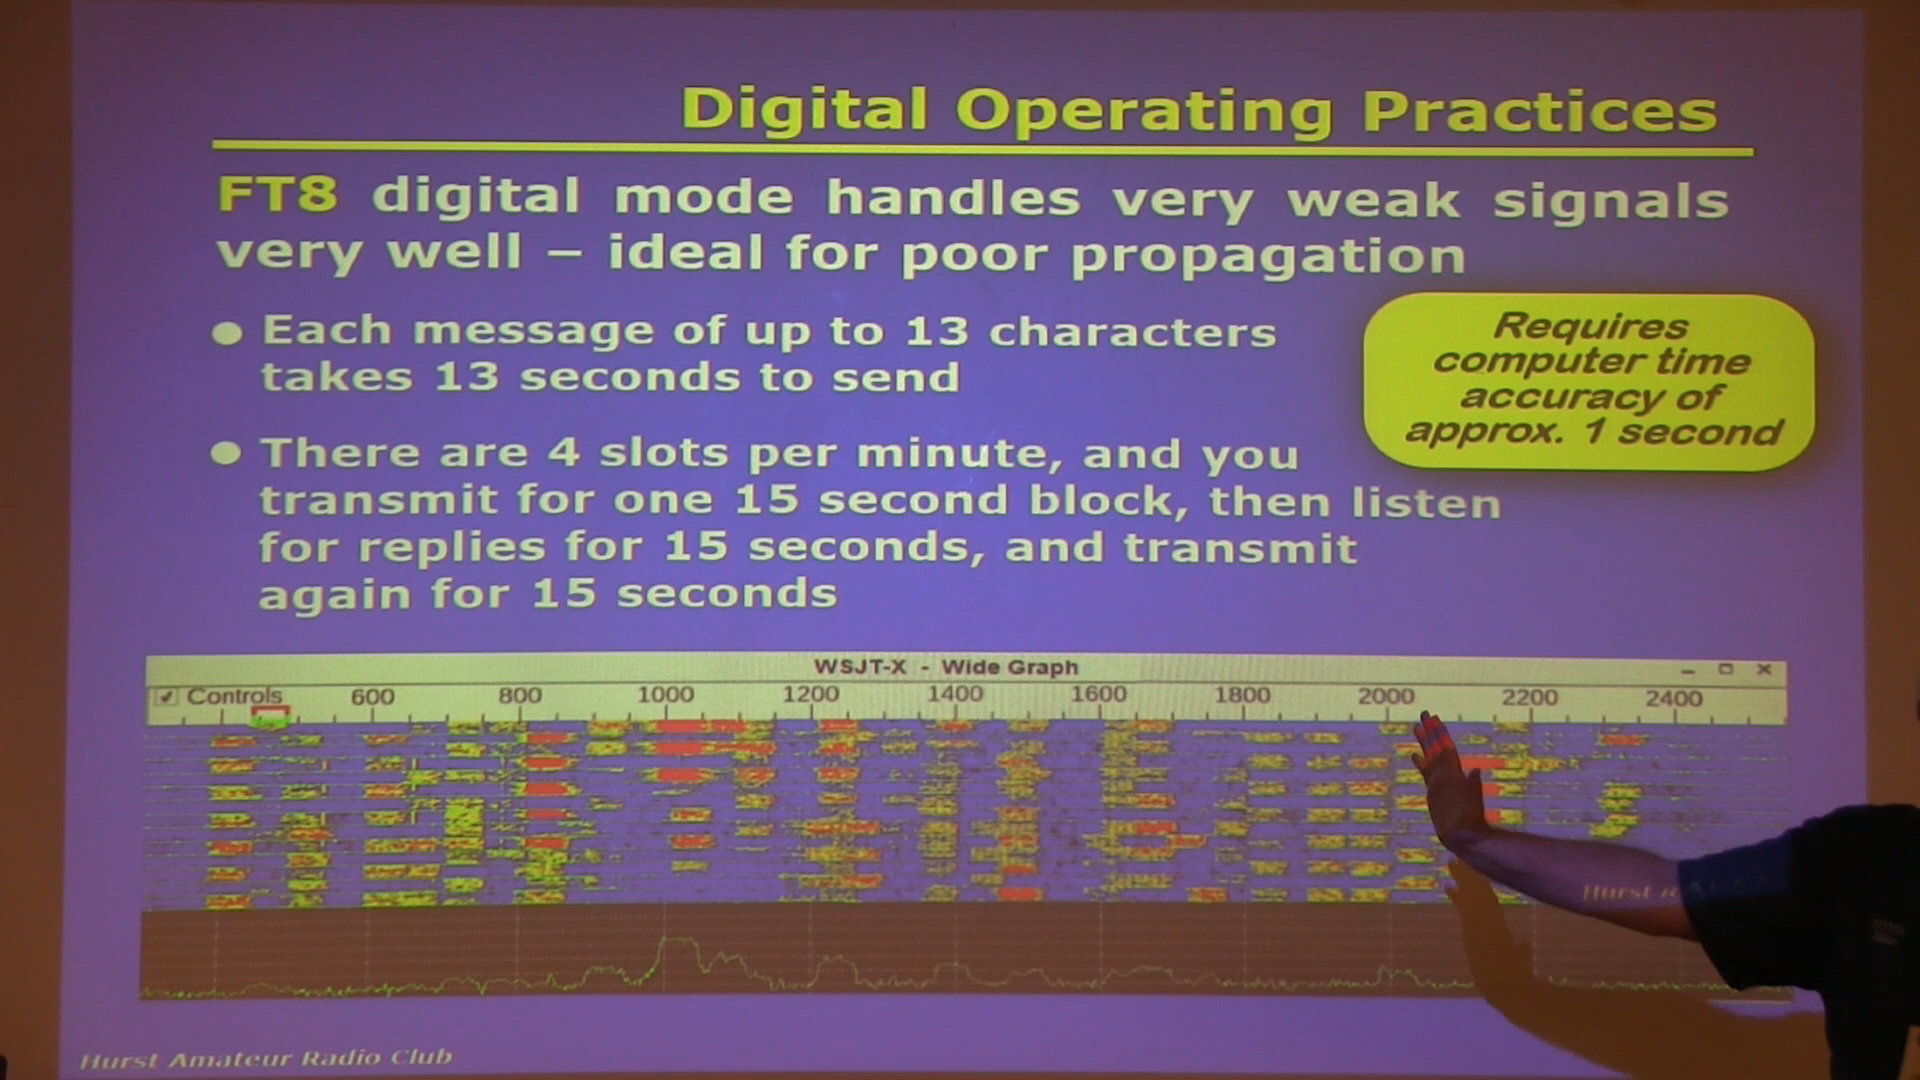 Digital Operating Practices
FT8 digital mode handles very weak signals
very well – ideal for poor propagation
Each message of up to 13 characters
takes 13 seconds to send
Requires
computer time
accuracy of
approx. 1 second
There are 4 slots per minute, and you
transmit for one 15 second block, then listen
for replies for 15 seconds, and transmit
again for 15 seconds
WSJT-X - Wide Graph
Controls 600 800 1000 1200 1400 1600 1800 2000 2200 2400
Hurst
Hurst Amateur Radio Club